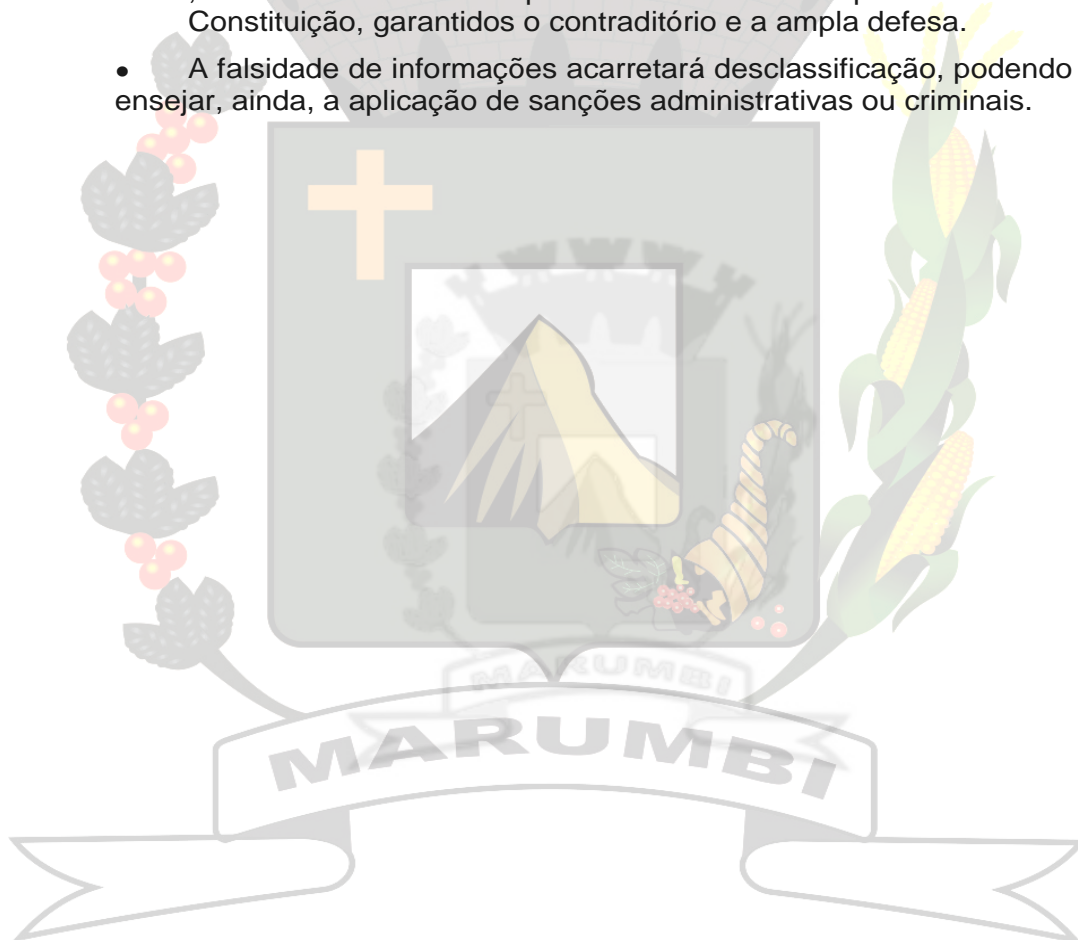 Constituição, garantidos o contraditório e a ampla defesa.
● A falsidade de informações acarretará desclassificação, podendo
ensejar, ainda, a aplicação de sanções administrativas ou criminais.
MARUMBI
MARUMBI